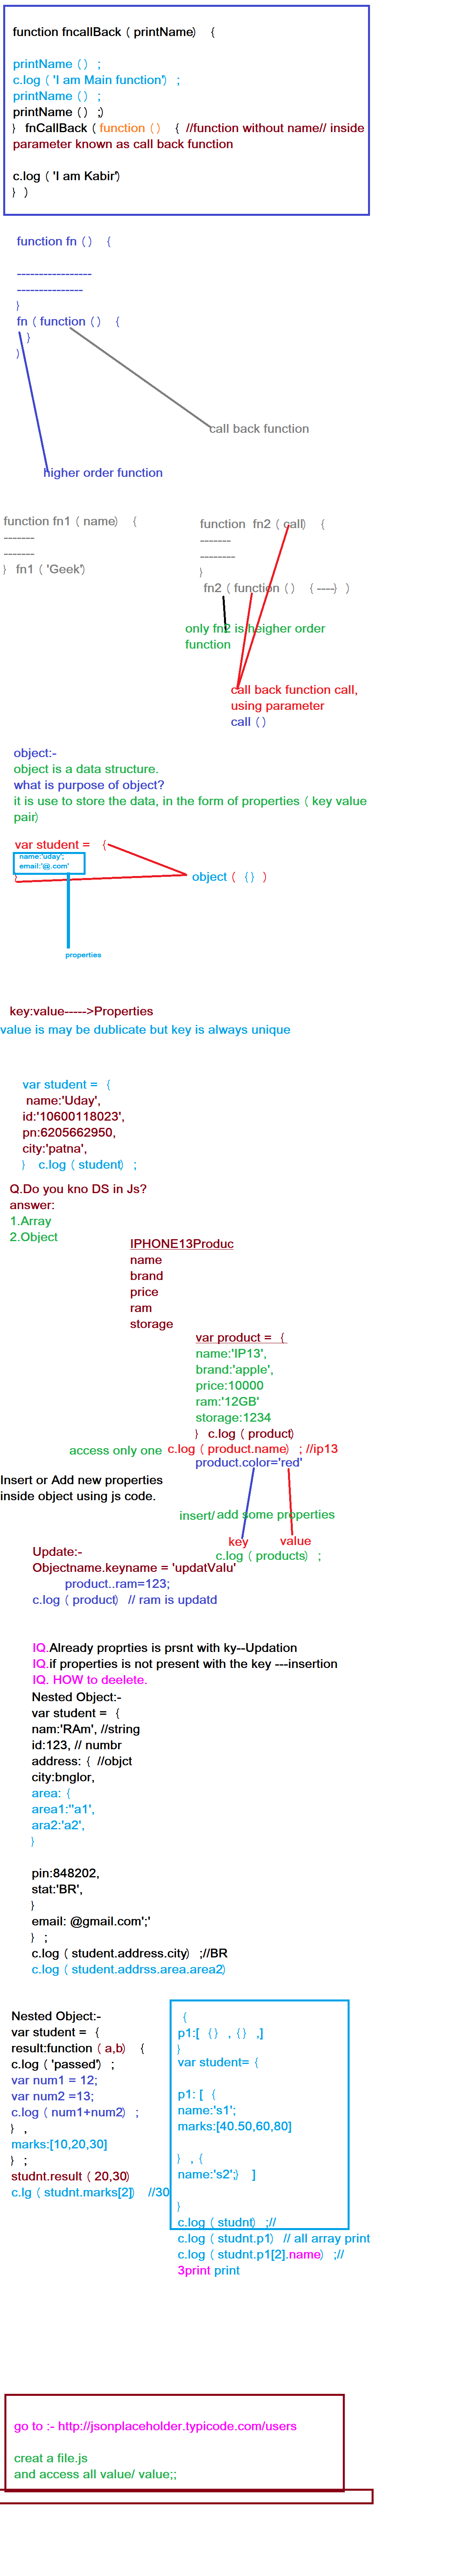 function fncallBack ( printName) {
printName () ;
c.log ( 'I am Main function') ;
printName () ;
printName () ;)
} fnCallBack ( function () { //function without name// inside
parameter known as call back function
c.log ( 'I am Kabir')
} )
function fn () {
-----------------
---------------
}
fn ( function () {
}
)
call back function
higher order function
function fn1 ( name) {
-------
-------
} fn1 ( 'Geek')
function fn2 ( call) {
-------
--------
}
fn2 ( function () { ----} )
only fn2 is heigher order
function
call back function call,
using parameter
call ()
object:-
object is a data structure.
what is purpose of object?
it is use to store the data, in the form of properties ( key value
pair)
var student = {
name:'uday';
email:'@.com"
}
object ( {} )
properties
key:value----->Properties
value is may be dublicate but key is always unique
var student = {
name:'Uday',
id:'10600118023',
pn:6205662950,
city:'patna',
} c.log ( student) ;
Q.Do you kno DS in Js?
answer:
1.Array
2.Object
IPHONE13Produc
name
brand
price
ram
storage
var product = {
name:'IP13',
brand:'apple',
price:10000
ram:'12GB'
storage:1234
} c.log ( product)
access only one c.log ( product.name) ; //ip13
product.color='red'
Insert or Add new properties
inside object using js code.
insert/ add some properties
key value
c.log ( products) ;
Update:-
Objectname.keyname = 'updatValu'
product..ram=123;
c.log ( product) // ram is updatd
IQ.Already proprties is prsnt with ky--Updation
IQ.if properties is not present with the key ---insertion
IQ. HOW to deelete.
Nested Object:-
var student = {
nam:'RAm', //string
id:123, // numbr
address: { //objct
city:bnglor,
area: {
area1:"a1',
ara2:'a2',
}
pin:848202,
stat:'BR',
}
email: @gmail.com';'
} ;
c.log ( student.address.city) ;//BR
c.log ( student.addrss.area.area2)
Nested Object:-
var student = {
result:function ( a,b) {
c.log ( 'passed') ;
var num1 = 12;
var num2 =13;
c.log ( num1+num2) ;
} ,
marks:[10,20,30]
} ;
studnt.result ( 20,30)
c.lg ( studnt.marks[2]) //30
{
p1:[ {} , {} ,]
}
var student= {
p1: [ {
name:'s1';
marks:[40.50,60,80]
} , {
name:'s2';} ]
}
c.log ( studnt) ;//
c.log ( studnt.p1) // all array print
c.log ( studnt.p1[2].name) ;//
3print print
go to :- http://jsonplaceholder.typicode.com/users
creat a file.js
and access all value/ value;;